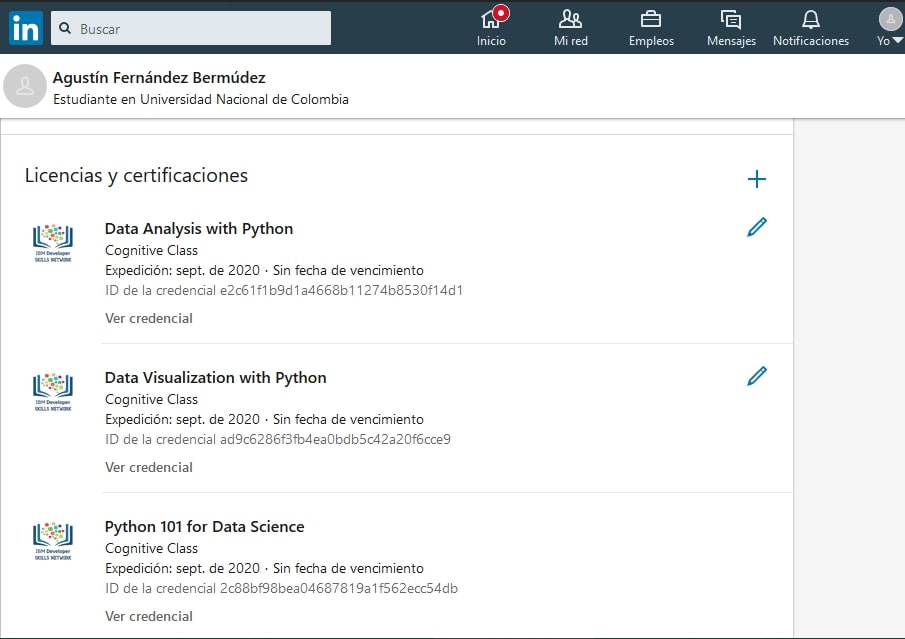 in
Buscar
Inicio
Mi red
Empleos
Mensajes
Notificaciones
Yo
Agustín Fernández Bermúdez
Estudiante en Universidad Nacional de Colombia
Licencias y certificaciones
IBM Developer
SKILLS NETWORK
Data Analysis with Python
Cognitive Class
Expedición: sept. de 2020 · Sin fecha de vencimiento
ID de la credencial e2c61f1b9d1a4668b11274b8530f14d1
Ver credencial
IBM Developer
SKILLS NETWORK
Data Visualization with Python
Cognitive Class
Expedición: sept. de 2020 · Sin fecha de vencimiento
ID de la credencial ad9c6286f3fb4ea0bdb5c42a20f6cce9
Ver credencial
IBM Developer
SKILLS NETWORK
Python 101 for Data Science
Cognitive Class
Expedición: sept. de 2020 · Sin fecha de vencimiento
ID de la credencial 2c88bf98bea04687819a1f562ecc54db
Ver credencial